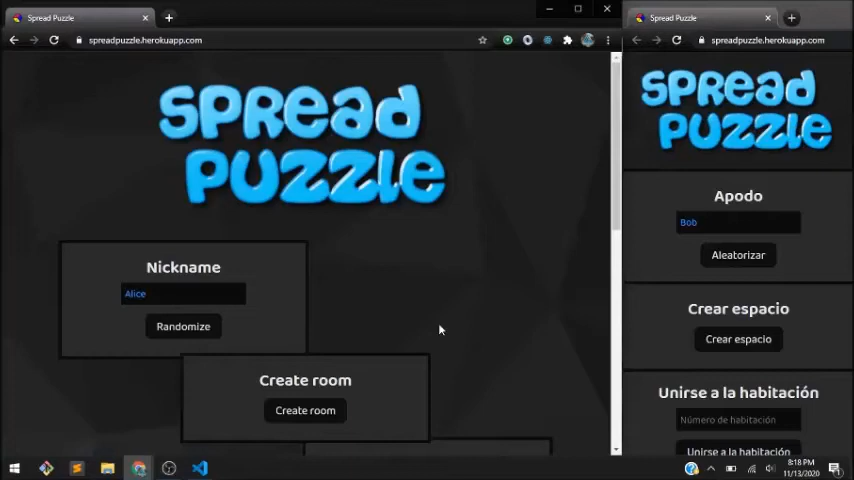 Spread Puzzle
spreadpuzzle.herokuapp.com
SPREAD
PUZZLE
Nickname
Alice
Randomize
Create room
Create room
Spread Puzzle
spreadpuzzle.herokuapp.com
SPREAD
PUZZLE
Apodo
Bob
Aleatorizar
Crear espacio
Crear espacio
Unirse a la habitación
Número de habitación
Unirse a la habitación
8:18 PM
11/13/2020